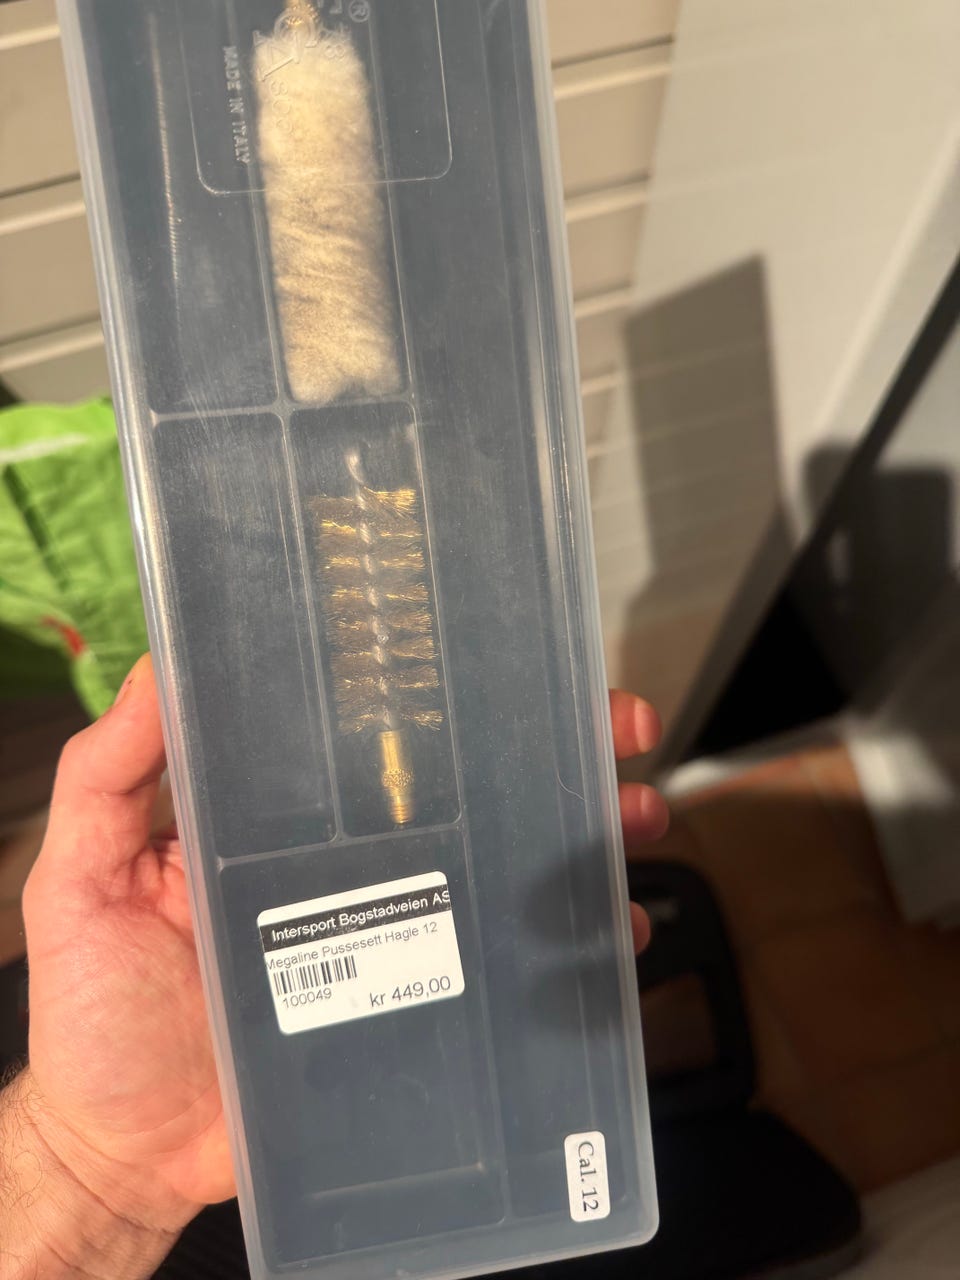 MADE IN ITALY
®
Intersport Bogstadveien AS
Megaline Pussesett Hagle 12
100049
kr 449,00
Cal. 12